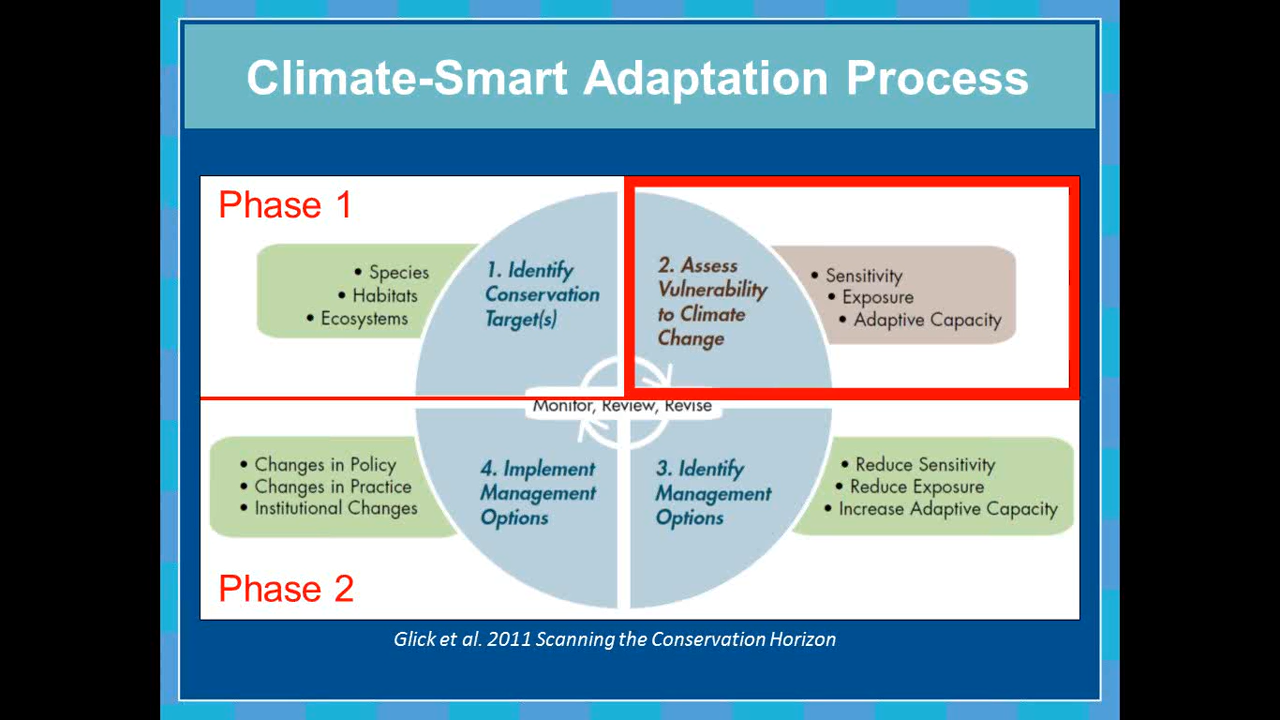 Climate-Smart Adaptation Process
Phase 1
• Species
• Habitats
• Ecosystems
1. Identify
Conservation
Target(s)
2. Assess
Vulnerability
to Climate
Change
• Sensitivity
• Exposure
• Adaptive Capacity
Monitor, Review, Revise
• Changes in Policy
• Changes in Practice
• Institutional Changes
4. Implement
Management
Options
3. Identify
Management
Options
• Reduce Sensitivity
• Reduce Exposure
• Increase Adaptive Capacity
Phase 2
Glick et al. 2011 Scanning the Conservation Horizon